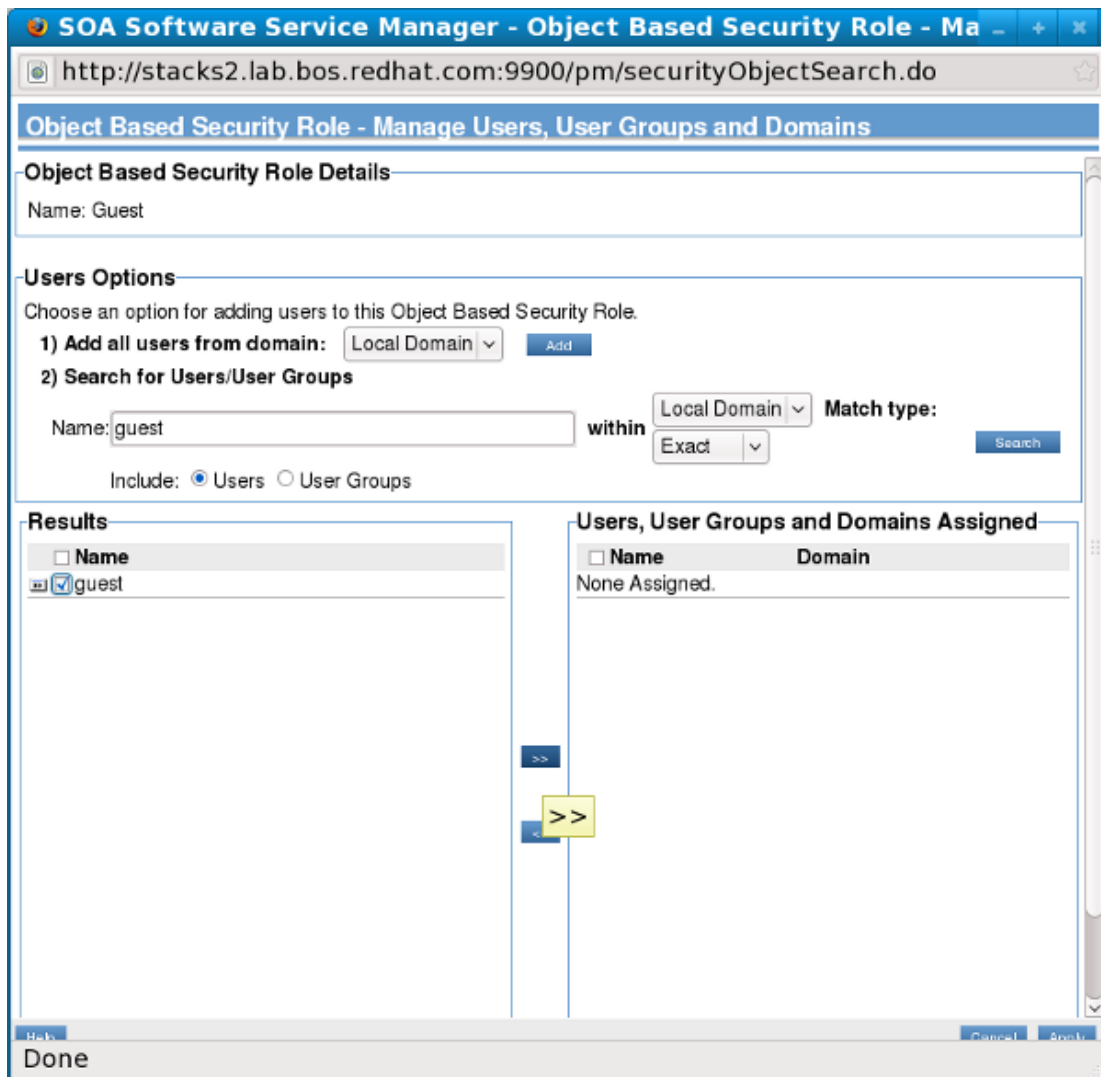 SOA Software Service Manager - Object Based Security Role - Ma
http://stacks2.lab.bos.redhat.com:9900/pm/securityObjectSearch.do
Object Based Security Role - Manage Users, User Groups and Domains
Object Based Security Role Details
Name: Guest
Users Options
Choose an option for adding users to this Object Based Security Role.
1) Add all users from domain: Local Domain Add
2) Search for Users/User Groups
Name: guest within Local Domain Match type:
Exact Search
Include: Users User Groups
Results Users, User Groups and Domains Assigned
Name Name Domain
guest None Assigned.
>>
>>
<
Help Cancel Apply
Done